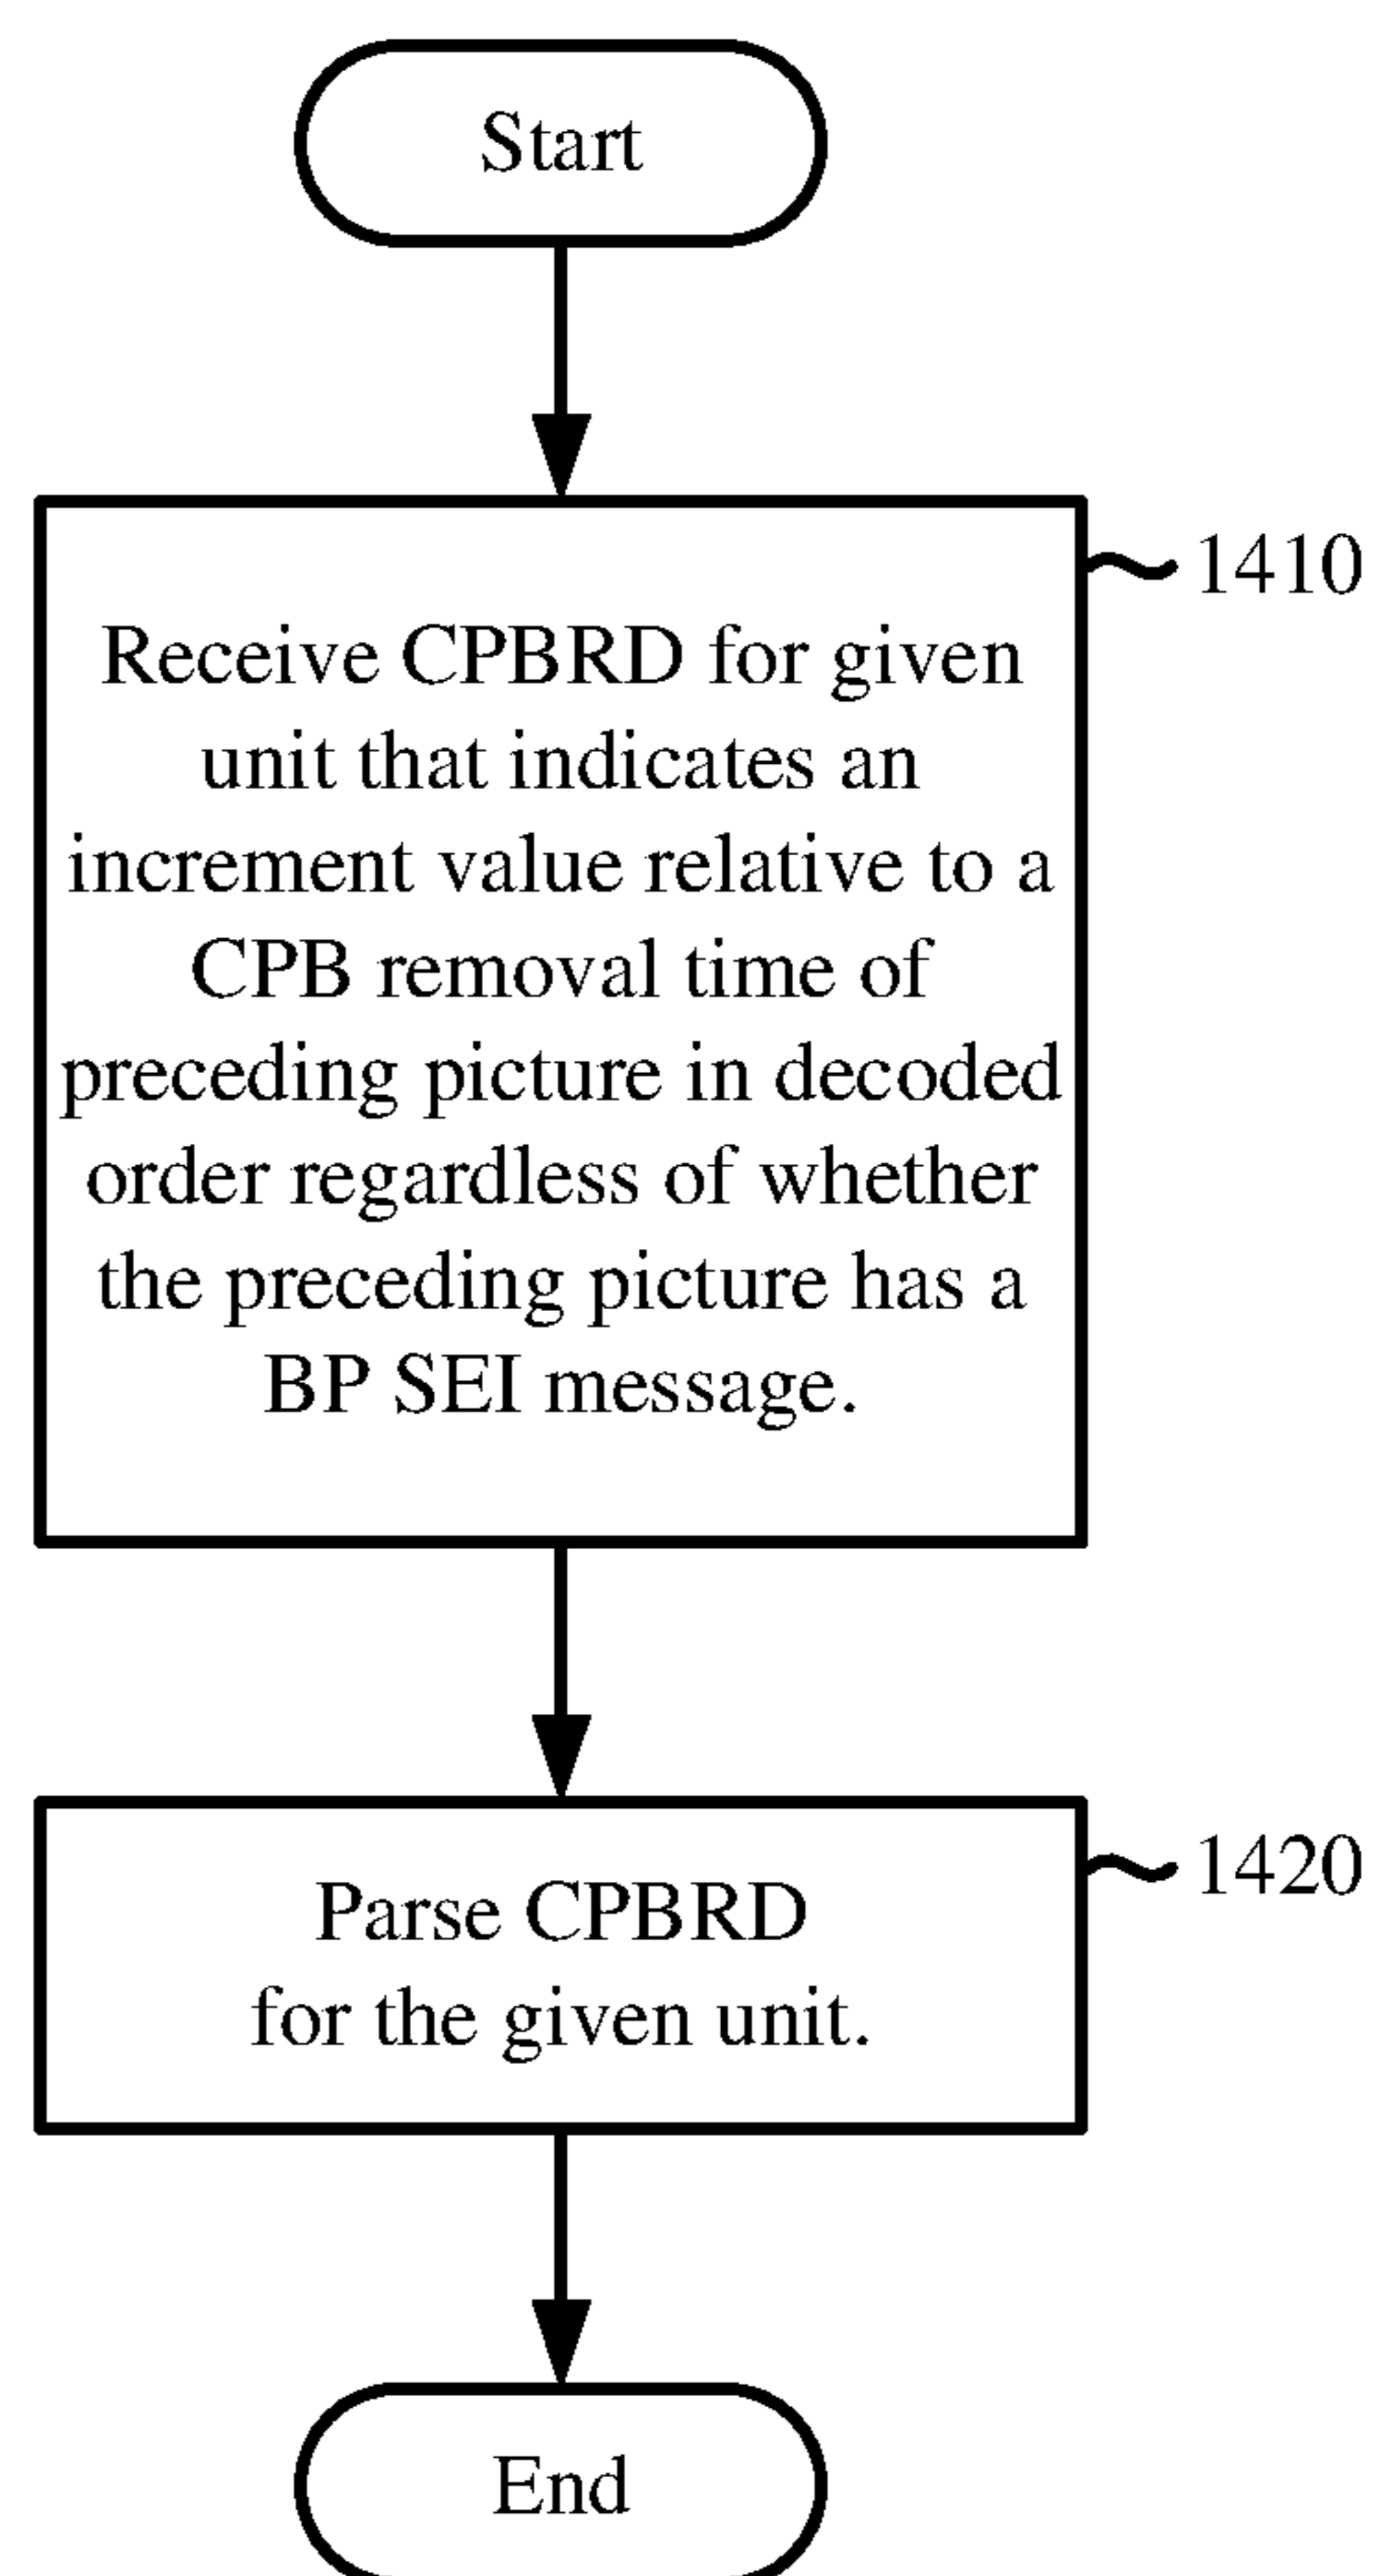 Start
1410
Receive CPBRD for given
unit that indicates an
increment value relative to a
CPB removal time of
preceding picture in decoded
order regardless of whether
the preceding picture has a
BP SEI message.
1420
Parse CPBRD
for the given unit.
End